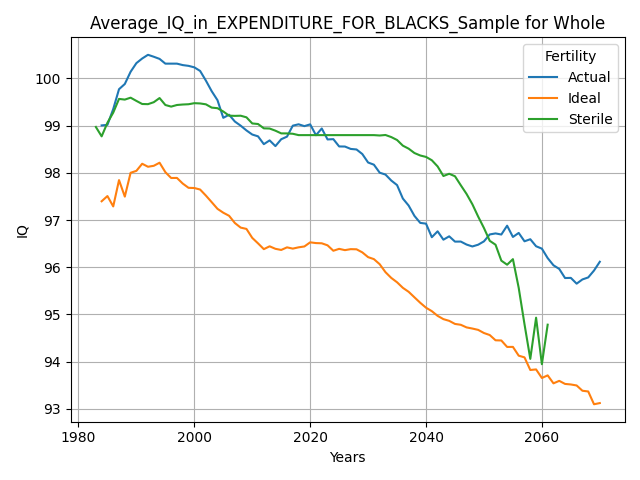 Average_IQ_in_EXPENDITURE_FOR_BLACKS_Sample for Whole
IQ
100
99
98
97
96
95
94
93
Fertility
Actual
Ideal
Sterile
1980
2000
2020
2040
2060
Years